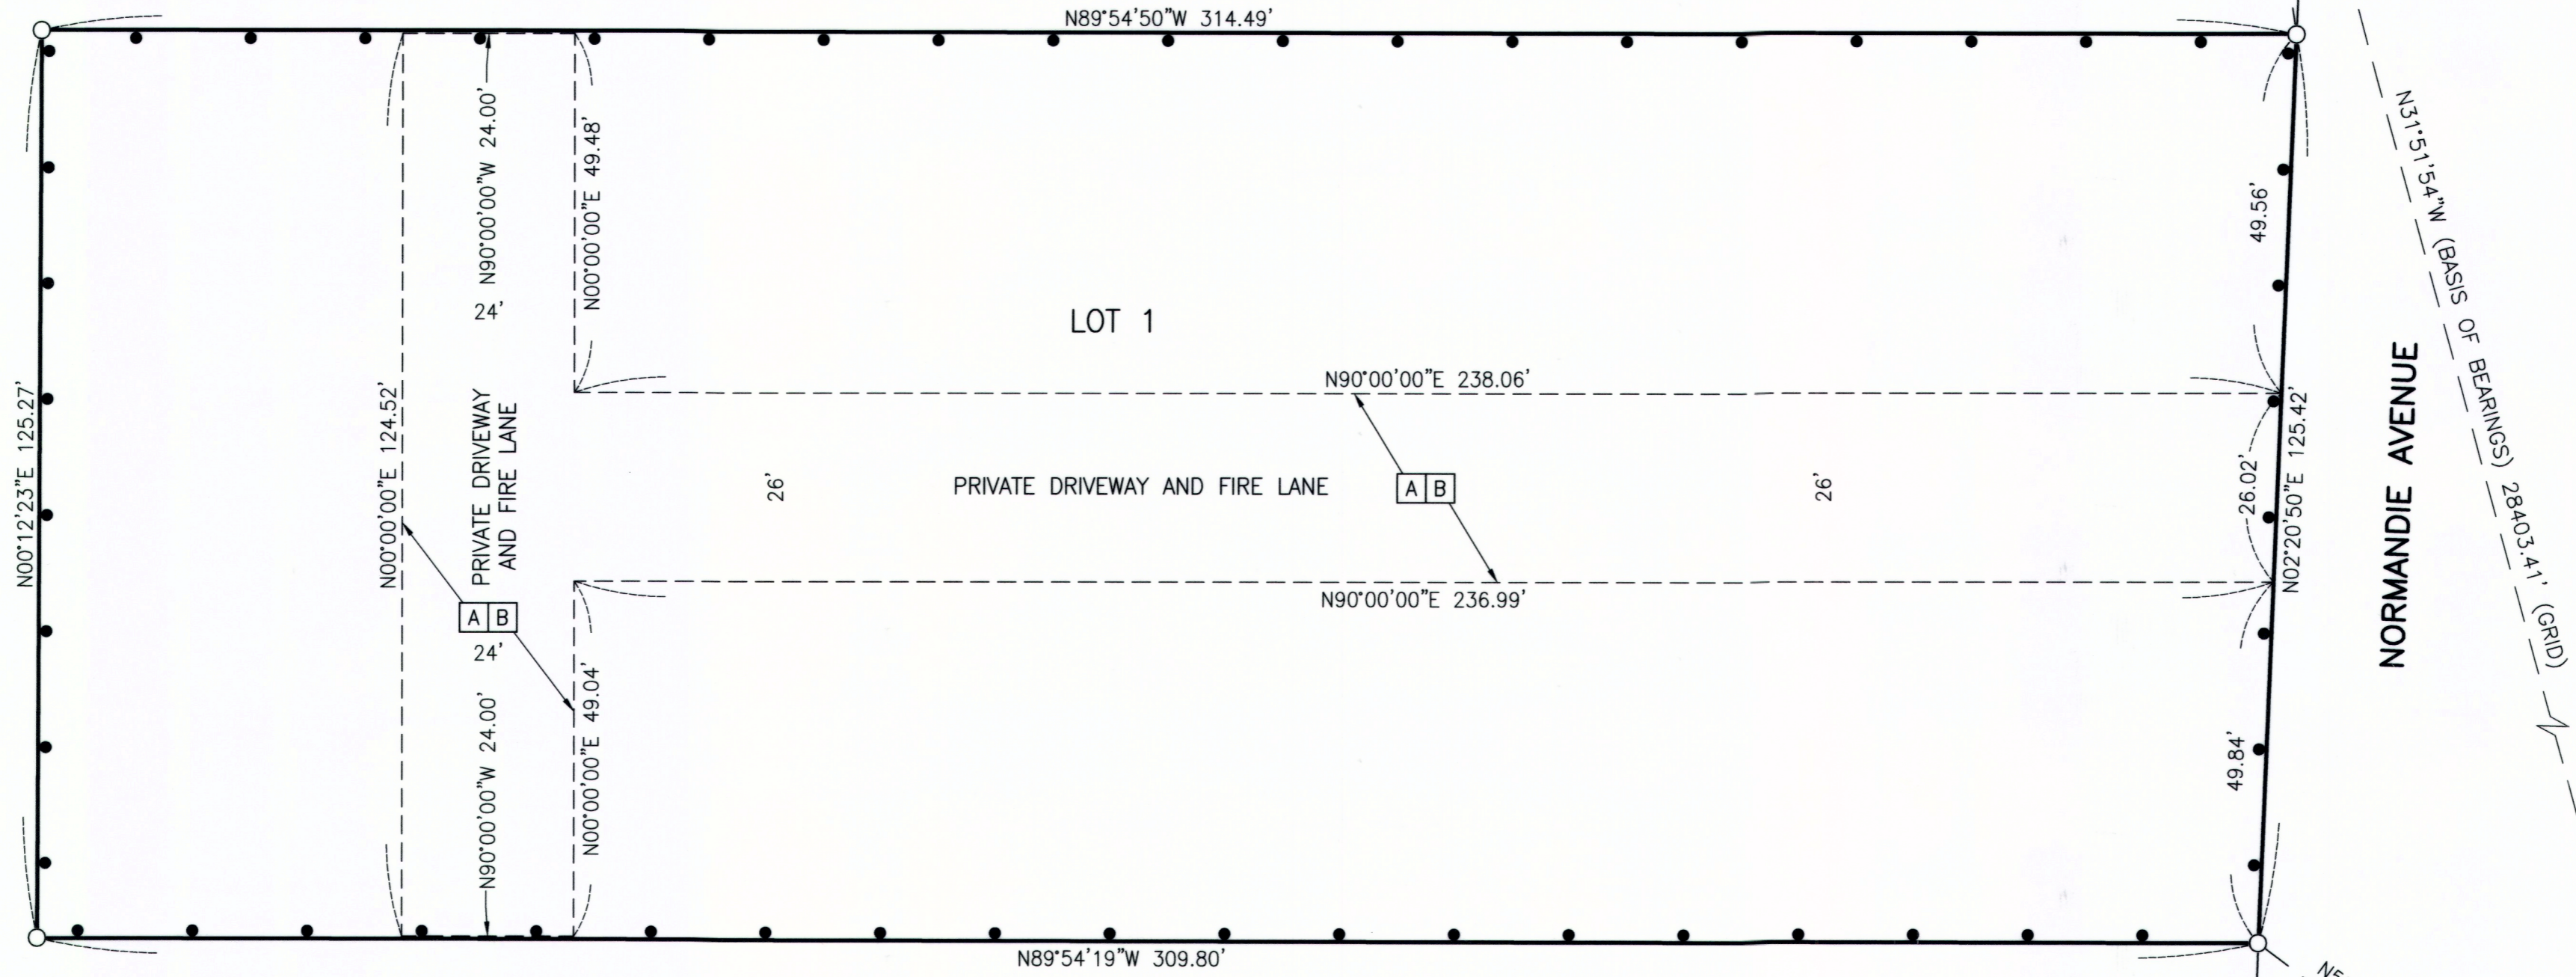 N89°54'50"W 314.49'
N90°00'00"W 24.00'
24'
N00°00'00"E 49.48'
49.56'
N31°51'54"W (BASIS OF BEARINGS) 28403.41' (GRID)
LOT 1
N90°00'00"E 238.06'
N00°12'23"E 125.27'
N00°00'00"E 124.52'
PRIVATE DRIVEWAY
AND FIRE LANE
26'
PRIVATE DRIVEWAY AND FIRE LANE
A B
26'
26.02'
N02°20'50"E 125.42'
NORMANDIE AVENUE
N90°00'00"E 236.99'
A B
24'
N90°00'00"W 24.00'
N00°00'00"E 49.04'
49.84'
N89°54'19"W 309.80'